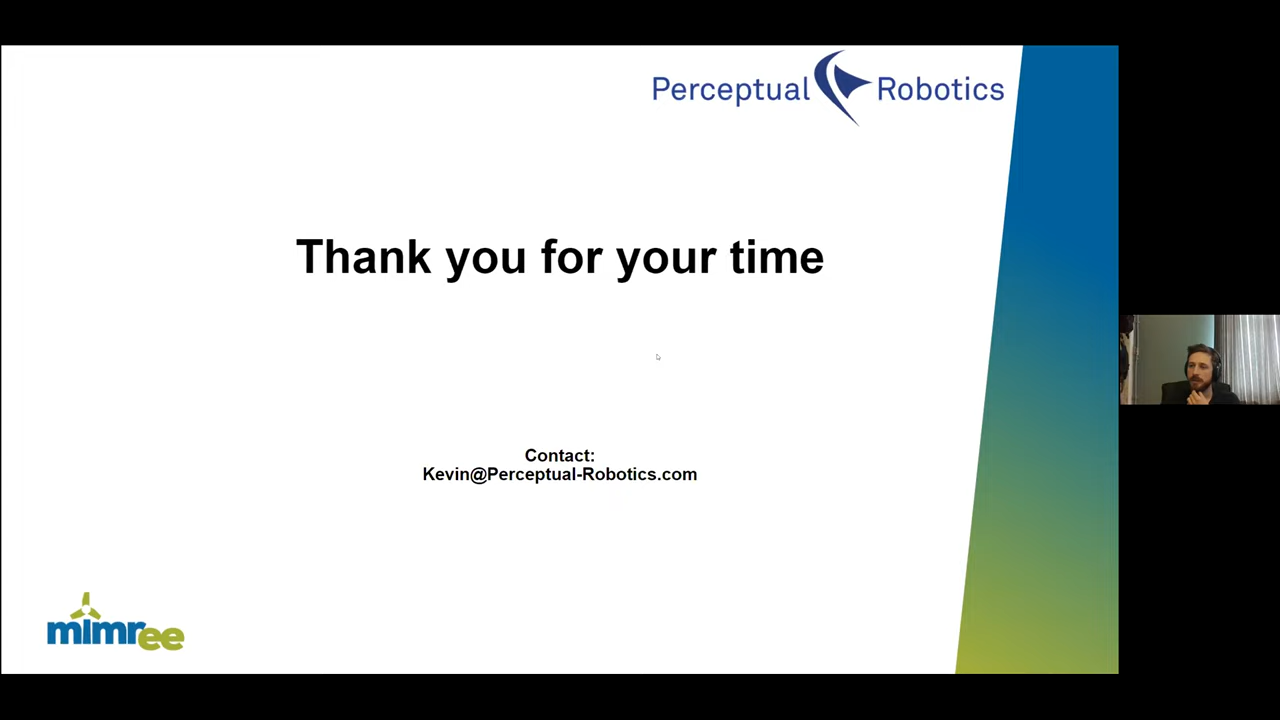 Perceptual Robotics
Thank you for your time
Contact:
Kevin@Perceptual-Robotics.com
mimree